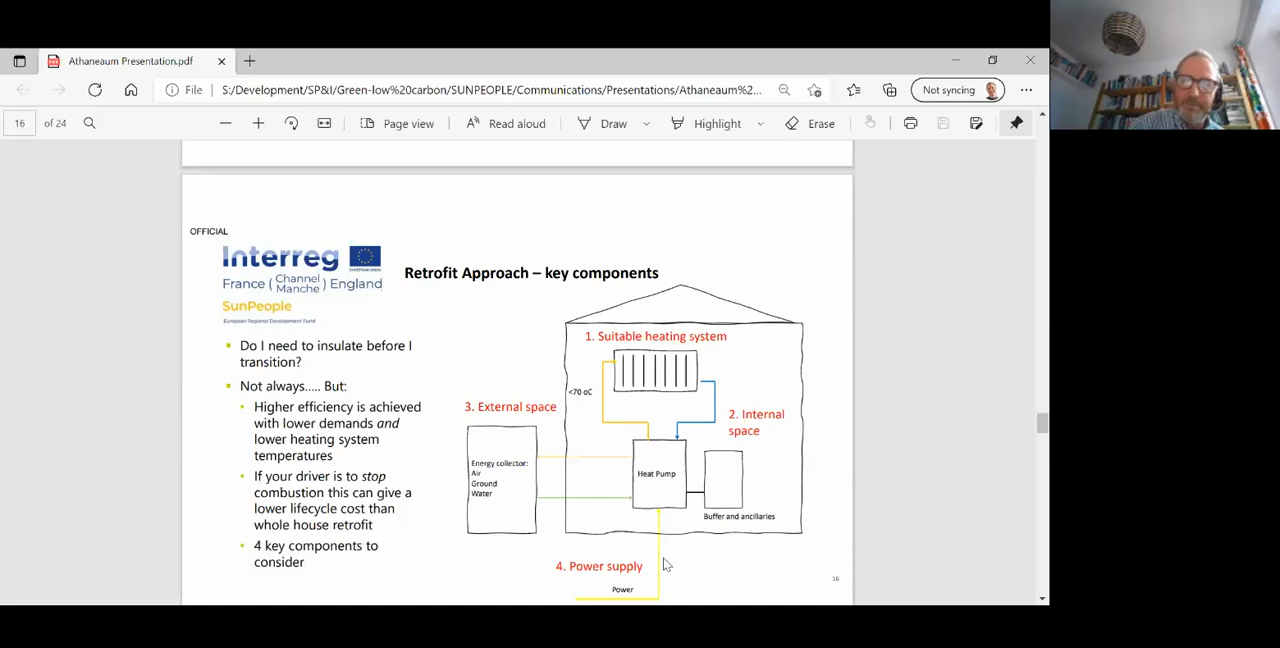 Athaneaum Presentation.pdf
File
S:/Development/SP&I/Green-low%20carbon/SUNPEOPLE/Communications/Presentations/Athaneaum%2...
Not syncing
16
of 24
Page view
Read aloud
Draw
Highlight
Erase
OFFICIAL
Interreg
EUROPEAN UNION
France ( Channel Manche ) England
SunPeople
European Regional Development Fund
Retrofit Approach – key components
Do I need to insulate before I
transition?
Not always..... But:
Higher efficiency is achieved
with lower demands and
lower heating system
temperatures
If your driver is to stop
combustion this can give a
lower lifecycle cost than
whole house retrofit
4 key components to
consider
1. Suitable heating system
<70 oC
3. External space
2. Internal
space
Energy collector:
Air
Ground
Water
Heat Pump
Buffer and ancillaries
4. Power supply
Power
16